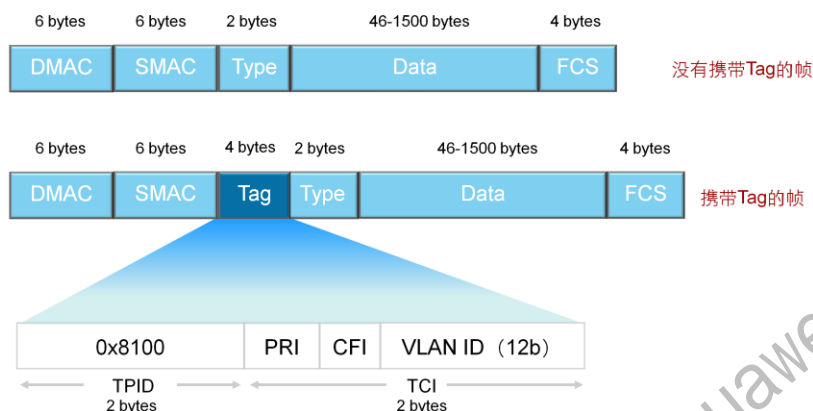 6 bytes 6 bytes 2 bytes 46-1500 bytes 4 bytes
DMAC SMAC Type Data FCS 没有携带Tag的帧
6 bytes 6 bytes 4 bytes 2 bytes 46-1500 bytes 4 bytes
DMAC SMAC Tag Type Data FCS 携带Tag的帧
0x8100 PRI CFI VLAN ID（12b）
TPID TCI
2 bytes 2 bytes